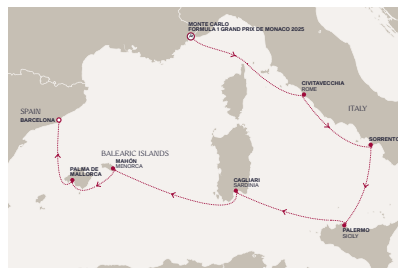 MONTE CARLO
FORMULA I GRAND PRIX DE MONACO 2025
CIVITAVECCHIA
ROME
SPAIN
ITALY
BARCELONA
SORRENTO
BALEARIC ISLANDS
MAHÓN
MENORCA
PALMA DE
MALLORCA
CAGLIARI
SARDINIA
PALERMO
SICILY